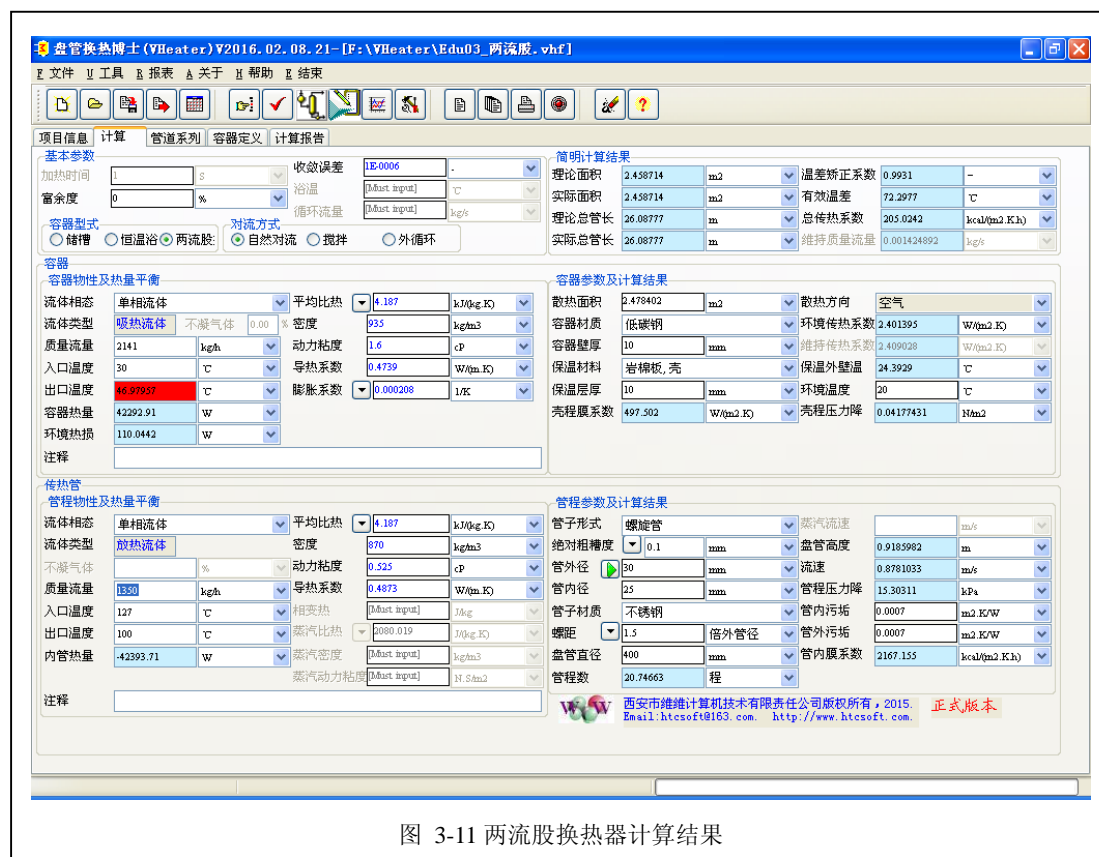 盘管换热博士(VHeater)V2016.02.08.21-[F:\VHeater\Edu03_两流股.vhf]
F 文件 U 工具 R 报表 A 关于 H 帮助 E 结束
项目信息 计算 管道系列 容器定义 计算报告
基本参数 简明计算结果
加热时间 1 S 收敛误差 1E-0006 - 理论面积 2.458714 m2 温差矫正系数 0.9931 -
富余度 0 % 浴温 [Must input] ℃ 实际面积 2.458714 m2 有效温差 72.2977 ℃
循环流量 [Must input] kg/s 理论总管长 26.08777 m 总传热系数 205.0242 kcal/(m2.K.h)
容器型式 对流方式
储槽 恒温浴 两流股 自然对流 搅拌 外循环 实际总管长 26.08777 m 维持质量流量 0.001424892 kg/s
容器
容器物性及热量平衡 容器参数及计算结果
流体相态 单相流体 平均比热 4.187 kJ/(kg.K) 散热面积 2.478402 m2 散热方向 空气
流体类型 吸热流体 不凝气体 0.00 % 密度 935 kg/m3 容器材质 低碳钢 环境传热系数 2.401395 W/(m2.K)
质量流量 2141 kg/h 动力粘度 1.6 cP 容器壁厚 10 mm 维持传热系数 2.409028 W/(m2.K)
入口温度 30 ℃ 导热系数 0.4739 W/(m.K) 保温材料 岩棉板,壳 保温外壁温 24.3929 ℃
出口温度 46.97957 ℃ 膨胀系数 0.000208 1/K 保温层厚 10 mm 环境温度 20 ℃
容器热量 42292.91 W 壳程膜系数 497.502 W/(m2.K) 壳程压力降 0.04177431 N/m2
环境热损 110.0442 W
注释
传热管
管程物性及热量平衡 管程参数及计算结果
流体相态 单相流体 平均比热 4.187 kJ/(kg.K) 管子形式 螺旋管 蒸汽流速 m/s
流体类型 放热流体 密度 870 kg/m3 绝对粗糙度 0.1 mm 盘管高度 0.9185982 m
不凝气体 % 动力粘度 0.525 cP 管外径 30 mm 流速 0.8781033 m/s
质量流量 1350 kg/h 导热系数 0.4873 W/(m.K) 管内径 25 mm 管程压力降 15.30311 kPa
入口温度 127 ℃ 相变热 [Must input] J/kg 管子材质 不锈钢 管内污垢 0.0007 m2.K/W
出口温度 100 ℃ 蒸汽比热 2080.019 J/(kg.K) 螺距 1.5 倍外管径 管外污垢 0.0007 m2.K/W
内管热量 -42393.71 W 蒸汽密度 [Must input] kg/m3 盘管直径 400 mm 管内膜系数 2167.155 kcal/(m2.K.h)
蒸汽动力粘度 [Must input] N.S/m2 管程数 20.74663 程
注释
西安市维维计算机技术有限责任公司版权所有,2015. 正式版本
Email:htcsoft@163.com. http://www.htcsoft.com.
图 3-11 两流股换热器计算结果